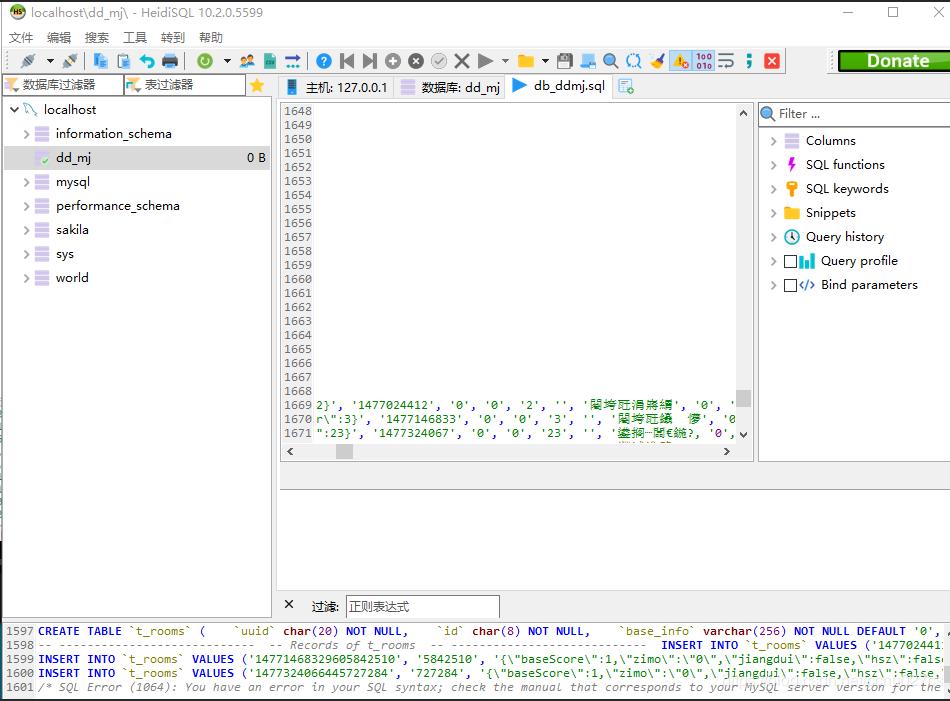 localhost\dd_mj\ - HeidiSQL 10.2.0.5599
文件 编辑 搜索 工具 转到 帮助
Donate
数据库过滤器 表过滤器
主机: 127.0.0.1 数据库: dd_mj db_ddmj.sql
localhost
information_schema
dd_mj 0 B
mysql
performance_schema
sakila
sys
world
1648
1649
1650
1651
1652
1653
1654
1655
1656
1657
1658
1659
1660
1661
1662
1663
1664
1665
1666
1667
1668
1669 2}', '1477024412', '0', '0', '2', '',
1670 r\":3}', '1477146833', '0', '0', '3', '',
1671 ":23}', '1477324067', '0', '0', '23', '',
Filter ...
Columns
SQL functions
SQL keywords
Snippets
Query history
Query profile
Bind parameters
过滤: 正则表达式
1597 CREATE TABLE `t_rooms` ( `uuid` char(20) NOT NULL, `id` char(8) NOT NULL, `base_info` varchar(256) NOT NULL DEFAULT '0',
1598 -- ---------------------------- -- Records of t_rooms -- ---------------------------- INSERT INTO `t_rooms` VALUES ('147702441
1599 INSERT INTO `t_rooms` VALUES ('14771468329605842510', '5842510', '{\"baseScore\":1,\"zimo\":\"0\",\"jiangdui\":false,\"hsz\":false
1600 INSERT INTO `t_rooms` VALUES ('1477324066445727284', '727284', '{\"baseScore\":1,\"zimo\":\"0\",\"jiangdui\":false,\"hsz\":false,
1601 /* SQL Error (1064): You have an error in your SQL syntax; check the manual that corresponds to your MySQL server version for the